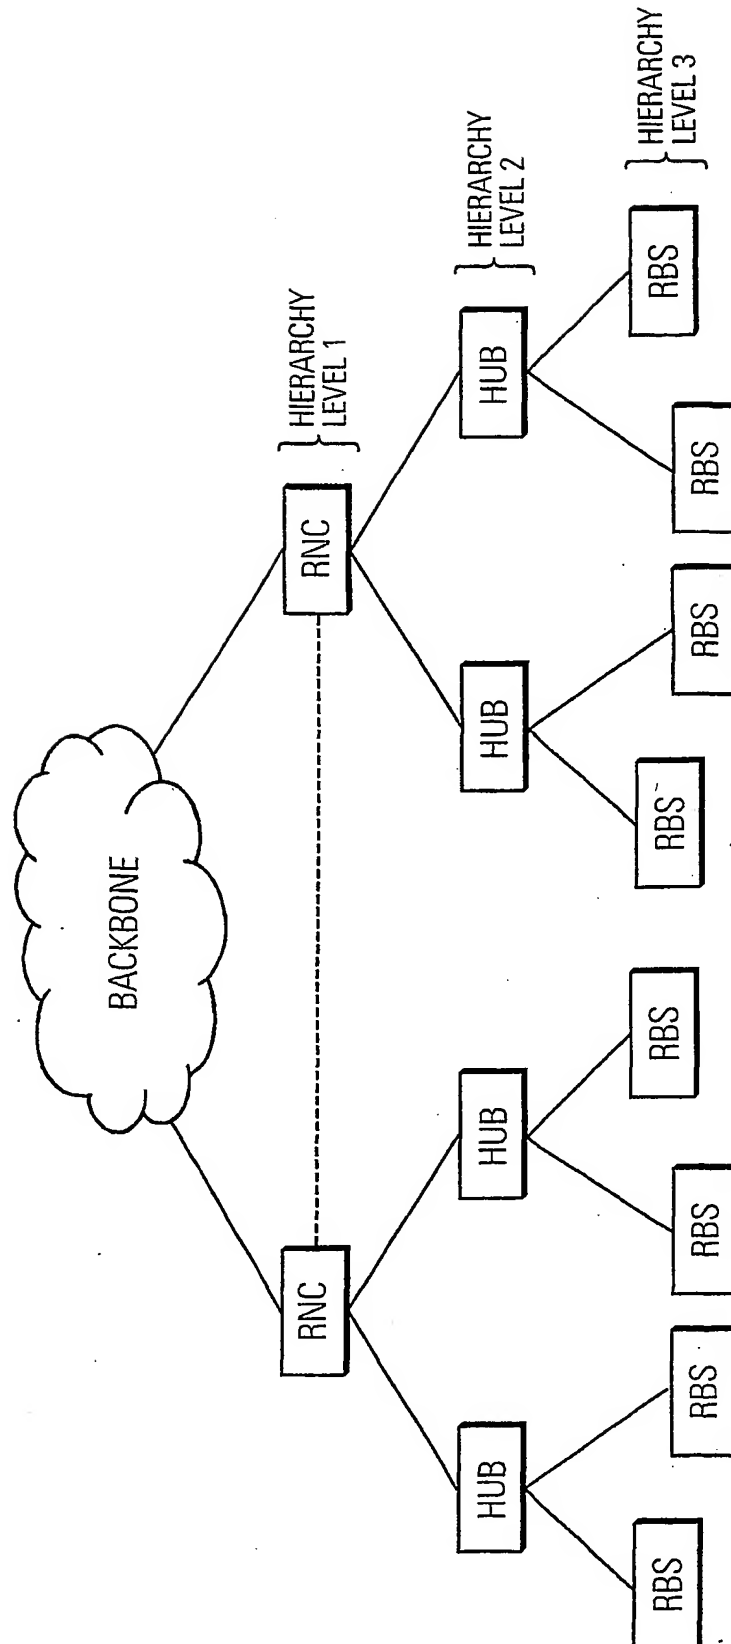 BACKBONE
RNC
RNC
HIERARCHY
LEVEL 1
HUB
HUB
HUB
HUB
HIERARCHY
LEVEL 2
RBS
RBS
RBS
RBS
RBS
RBS
RBS
RBS
HIERARCHY
LEVEL 3